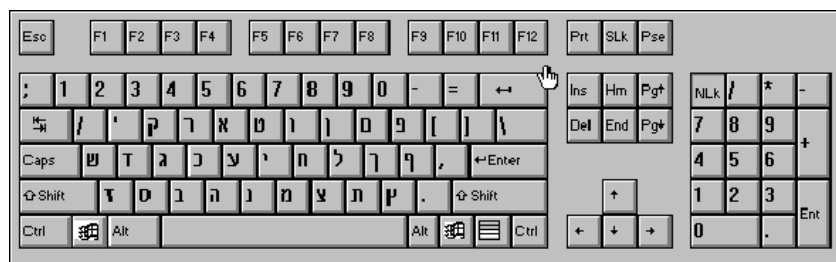 Esc F1 F2 F3 F4 F5 F6 F7 F8 F9 F10 F11 F12 Prt SLk Pse
; 1 2 3 4 5 6 7 8 9 0 - = ↤ Ins Hm Pg↑ NLk / * -
↹ / ' ק ר א ט ו ן ם פ [ ] \ Del End Pg↓ 7 8 9 +
Caps ש ד ג כ ע י ח ל ך ף , ↵Enter 4 5 6
⇧Shift ז ס ב ה נ מ צ ת ץ . ⇧Shift ↑ 1 2 3 Ent
Ctrl Alt Alt Ctrl ← ↓ → 0 .